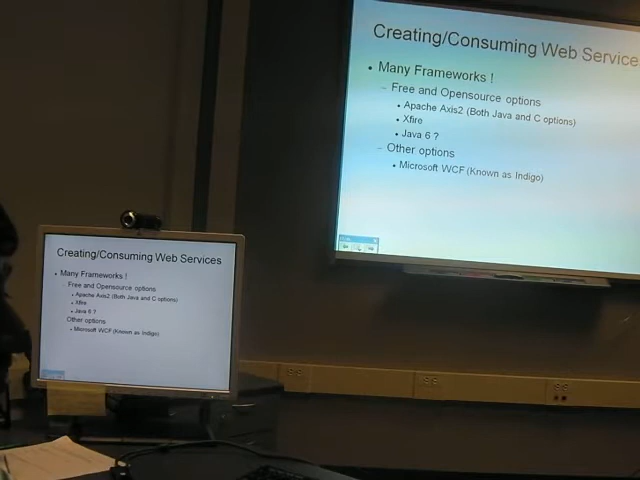 Creating/Consuming Web Service
• Many Frameworks !
– Free and Opensource options
• Apache Axis2 (Both Java and C options)
• Xfire
• Java 6 ?
– Other options
• Microsoft WCF (Known as Indigo)
Creating/Consuming Web Services
• Many Frameworks !
– Free and Opensource options
• Apache Axis2 (Both Java and C options)
• Xfire
• Java 6 ?
Other options
• Microsoft WCF (Known as Indigo)